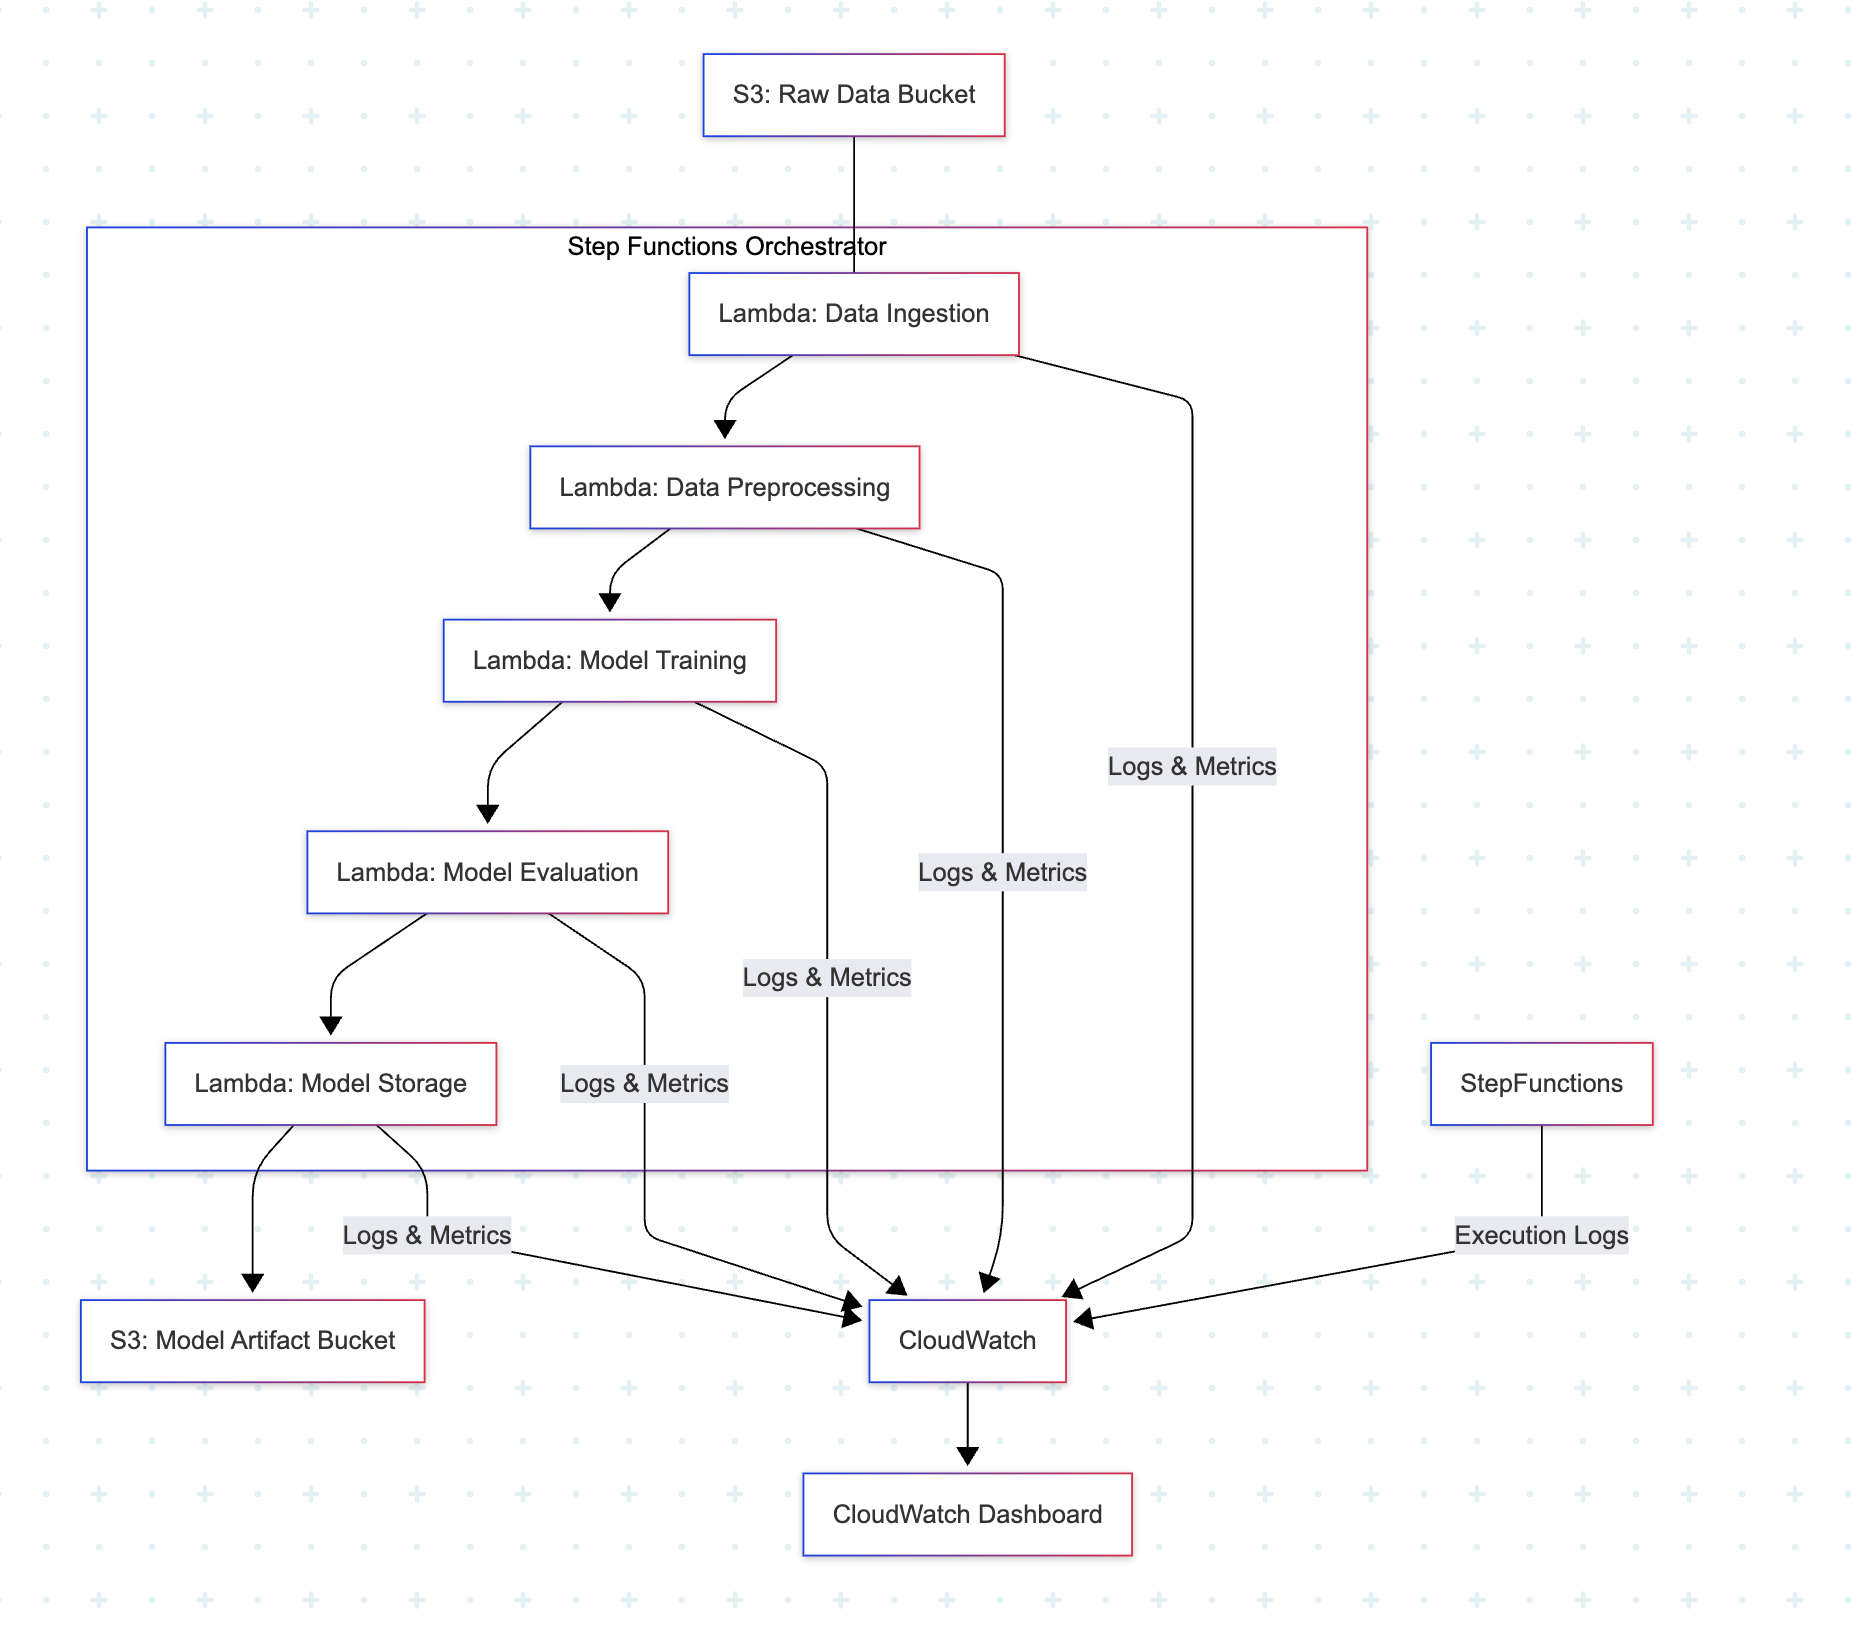 S3: Raw Data Bucket
Step Functions Orchestrator
Lambda: Data Ingestion
Lambda: Data Preprocessing
Lambda: Model Training
Logs & Metrics
Lambda: Model Evaluation
Logs & Metrics
Logs & Metrics
Lambda: Model Storage
Logs & Metrics
StepFunctions
Logs & Metrics
Execution Logs
S3: Model Artifact Bucket
CloudWatch
CloudWatch Dashboard